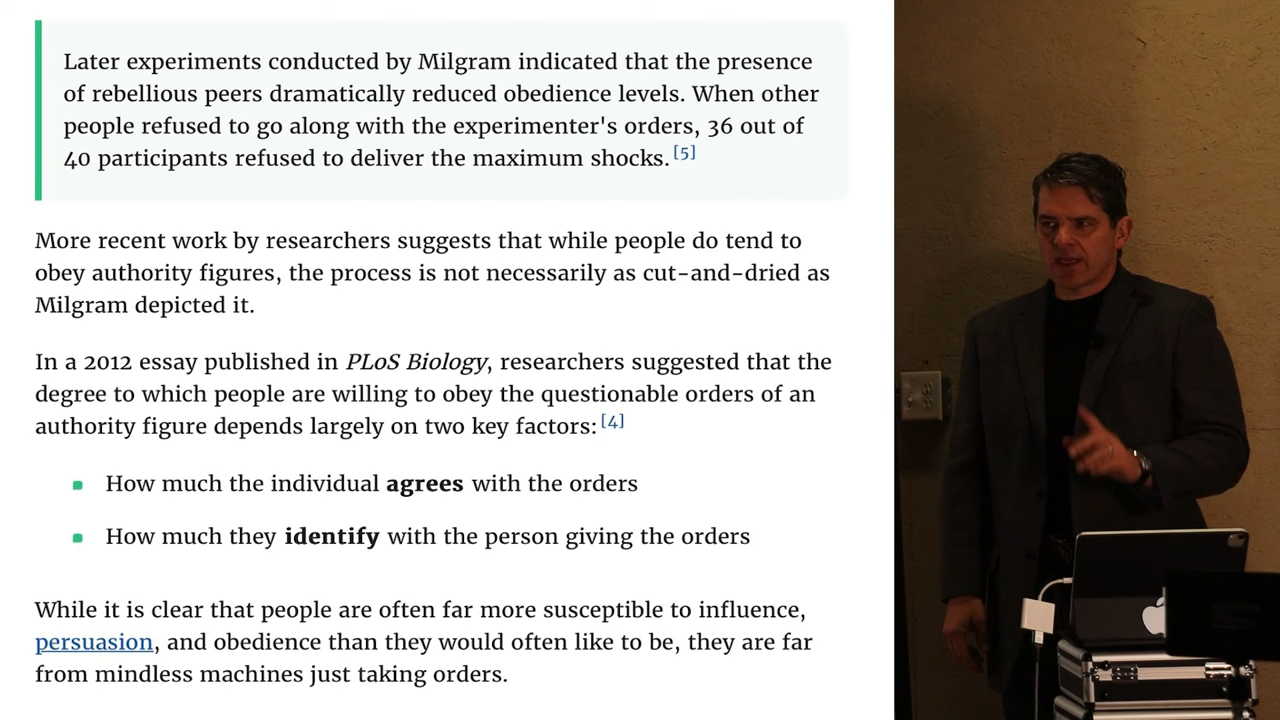 Later experiments conducted by Milgram indicated that the presence
of rebellious peers dramatically reduced obedience levels. When other
people refused to go along with the experimenter's orders, 36 out of
40 participants refused to deliver the maximum shocks. [5]
More recent work by researchers suggests that while people do tend to
obey authority figures, the process is not necessarily as cut-and-dried as
Milgram depicted it.
In a 2012 essay published in PLoS Biology, researchers suggested that the
degree to which people are willing to obey the questionable orders of an
authority figure depends largely on two key factors: [4]
How much the individual agrees with the orders
How much they identify with the person giving the orders
While it is clear that people are often far more susceptible to influence,
persuasion, and obedience than they would often like to be, they are far
from mindless machines just taking orders.